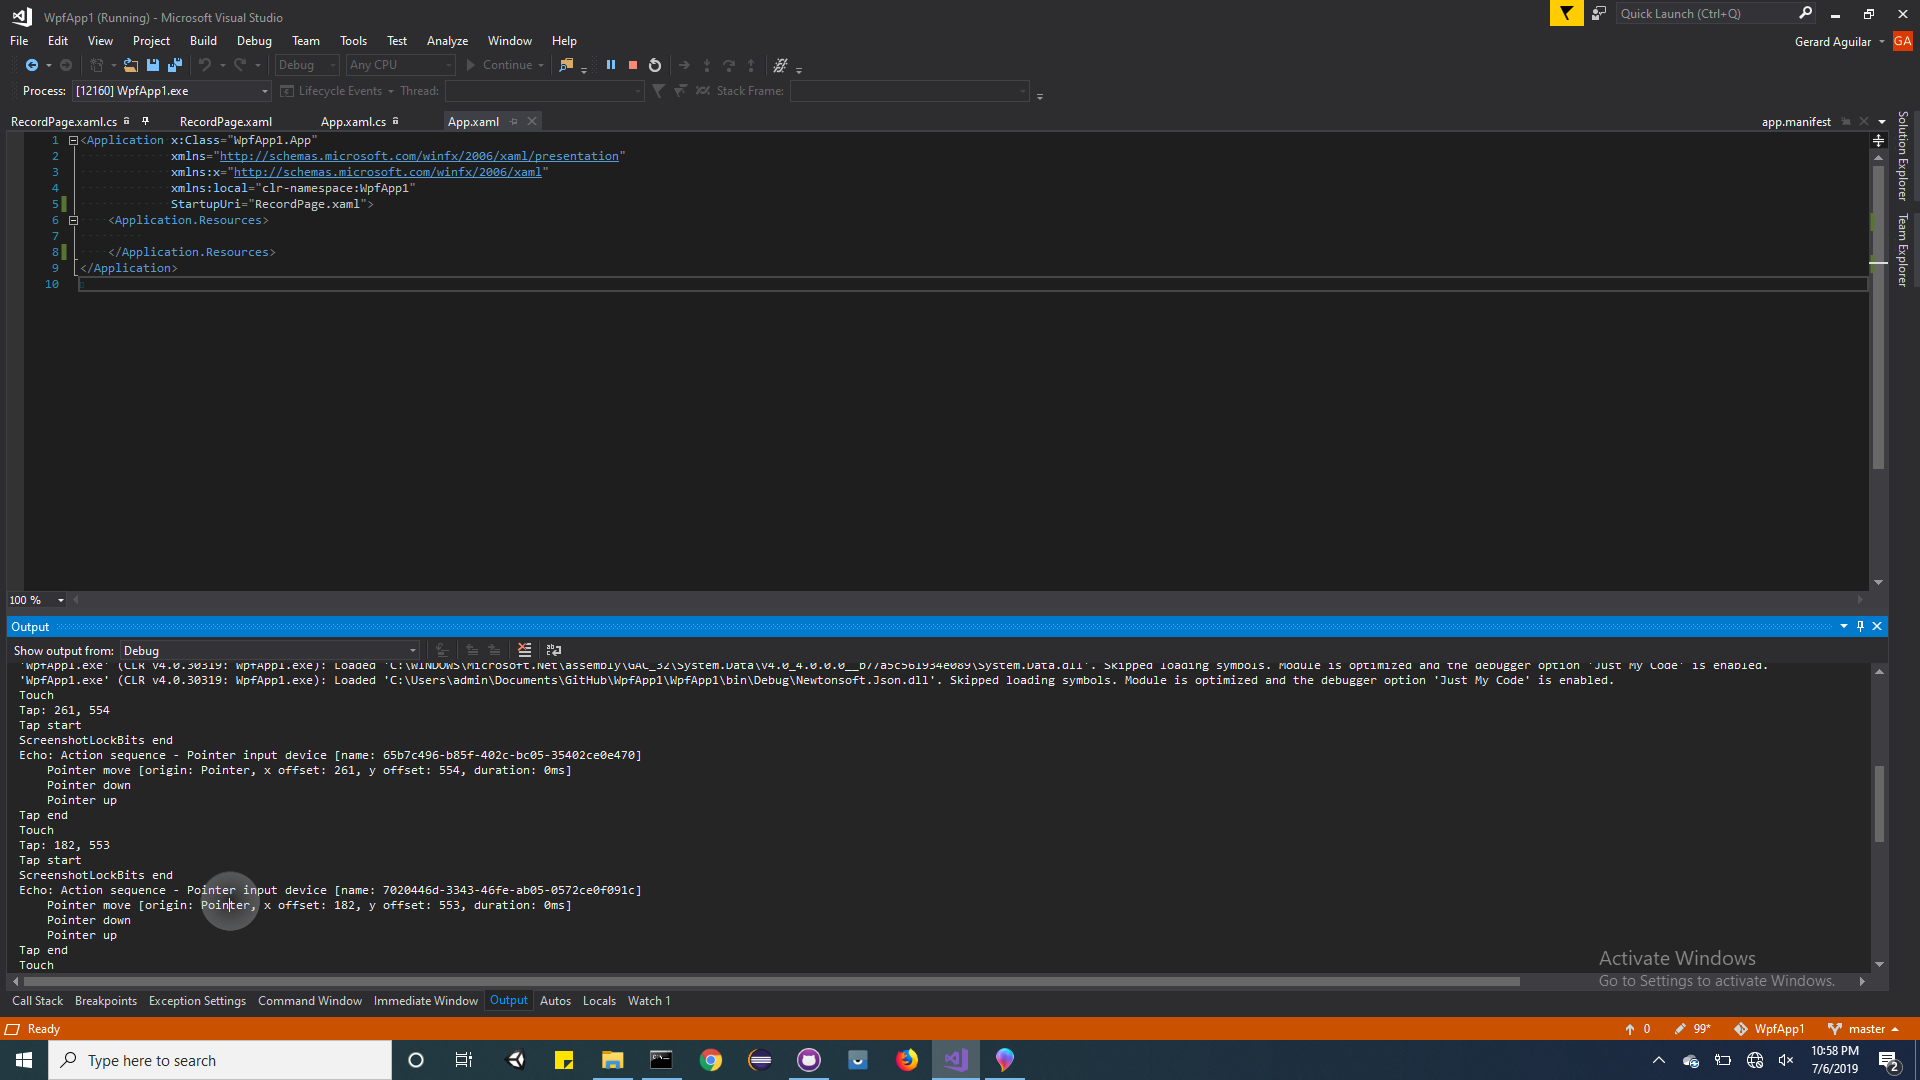 WpfApp1 (Running) - Microsoft Visual Studio
Quick Launch (Ctrl+Q)
File Edit View Project Build Debug Team Tools Test Analyze Window Help
Gerard Aguilar GA
Debug Any CPU Continue
Process: [12160] WpfApp1.exe Lifecycle Events Thread: Stack Frame:
RecordPage.xaml.cs RecordPage.xaml App.xaml.cs App.xaml app.manifest
1 <Application x:Class="WpfApp1.App"
2 xmlns="http://schemas.microsoft.com/winfx/2006/xaml/presentation"
3 xmlns:x="http://schemas.microsoft.com/winfx/2006/xaml"
4 xmlns:local="clr-namespace:WpfApp1"
5 StartupUri="RecordPage.xaml">
6 <Application.Resources>
7
8 </Application.Resources>
9 </Application>
10
Solution Explorer
Team Explorer
100 %
Output
Show output from: Debug
'WpfApp1.exe' (CLR v4.0.30319: WpfApp1.exe): Loaded 'C:\WINDOWS\Microsoft.Net\assembly\GAC_32\System.Data\v4.0_4.0.0.0__b77a5c561934e089\System.Data.dll'. Skipped loading symbols. Module is optimized and the debugger option 'Just My Code' is enabled.
'WpfApp1.exe' (CLR v4.0.30319: WpfApp1.exe): Loaded 'C:\Users\admin\Documents\GitHub\WpfApp1\WpfApp1\bin\Debug\Newtonsoft.Json.dll'. Skipped loading symbols. Module is optimized and the debugger option 'Just My Code' is enabled.
Touch
Tap: 261, 554
Tap start
ScreenshotLockBits end
Echo: Action sequence - Pointer input device [name: 65b7c496-b85f-402c-bc05-35402ce0e470]
Pointer move [origin: Pointer, x offset: 261, y offset: 554, duration: 0ms]
Pointer down
Pointer up
Tap end
Touch
Tap: 182, 553
Tap start
ScreenshotLockBits end
Echo: Action sequence - Pointer input device [name: 7020446d-3343-46fe-ab05-0572ce0f091c]
Pointer move [origin: Pointer, x offset: 182, y offset: 553, duration: 0ms]
Pointer down
Pointer up
Tap end
Touch
Activate Windows
Go to Settings to activate Windows.
Call Stack Breakpoints Exception Settings Command Window Immediate Window Output Autos Locals Watch 1
Ready 0 99* WpfApp1 master
Type here to search
10:58 PM
7/6/2019
2